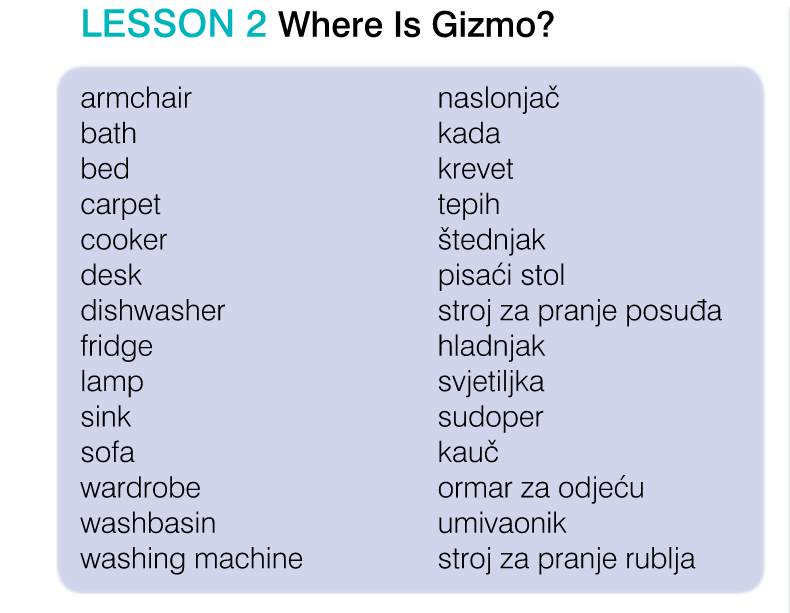 LESSON 2 Where Is Gizmo?
armchair naslonjač
bath kada
bed krevet
carpet tepih
cooker štednjak
desk pisaći stol
dishwasher stroj za pranje posuđa
fridge hladnjak
lamp svjetiljka
sink sudoper
sofa kauč
wardrobe ormar za odjeću
washbasin umivaonik
washing machine stroj za pranje rublja